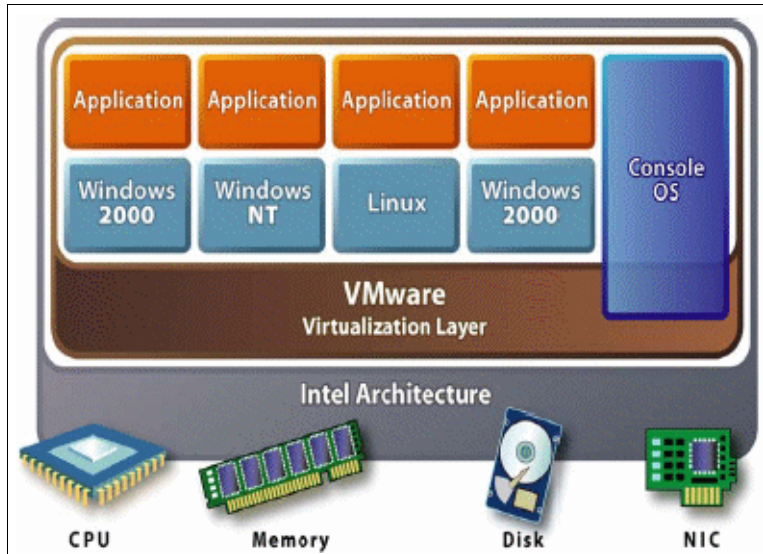 Application
Application
Application
Application
Windows
2000
Windows
NT
Linux
Windows
2000
Console
OS
VMware
Virtualization Layer
Intel Architecture
CPU
Memory
Disk
NIC